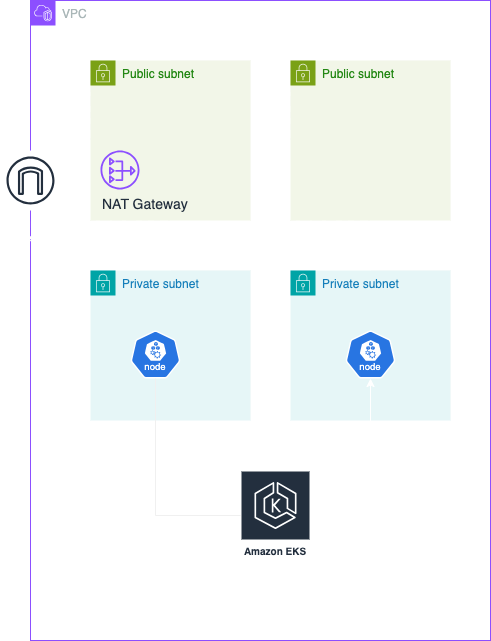 VPC
Public subnet
Public subnet
NAT Gateway
Private subnet
Private subnet
node
node
K
Amazon EKS